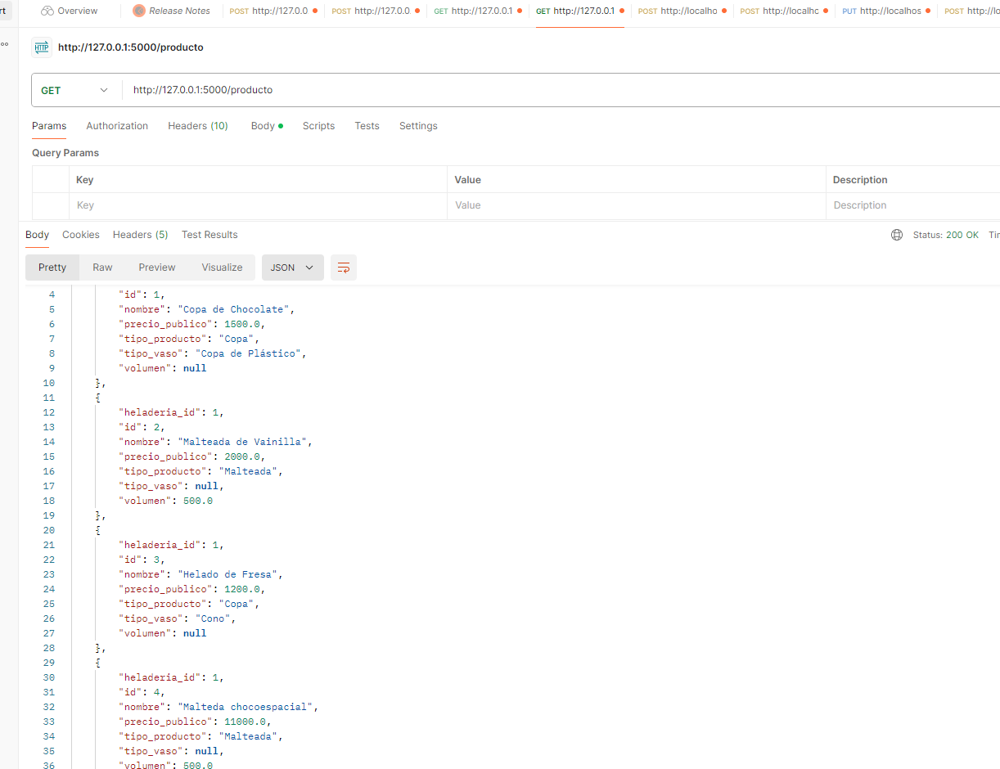 rt Overview Release Notes POST http://127.0.0 POST http://127.0.0. GET http://127.0.0.1 GET http://127.0.0.1 POST http://localho POST http://localhc PUT http://localhos POST http://lo
HTTP http://127.0.0.1:5000/producto
GET http://127.0.0.1:5000/producto
Params Authorization Headers (10) Body Scripts Tests Settings
Query Params
Key Value Description
Key Value Description
Body Cookies Headers (5) Test Results Status: 200 OK Tir
Pretty Raw Preview Visualize JSON
4 "id": 1,
5 "nombre": "Copa de Chocolate",
6 "precio_publico": 1500.0,
7 "tipo_producto": "Copa",
8 "tipo_vaso": "Copa de Plástico",
9 "volumen": null
10 },
11 {
12 "heladeria_id": 1,
13 "id": 2,
14 "nombre": "Malteada de Vainilla",
15 "precio_publico": 2000.0,
16 "tipo_producto": "Malteada",
17 "tipo_vaso": null,
18 "volumen": 500.0
19 },
20 {
21 "heladeria_id": 1,
22 "id": 3,
23 "nombre": "Helado de Fresa",
24 "precio_publico": 1200.0,
25 "tipo_producto": "Copa",
26 "tipo_vaso": "Cono",
27 "volumen": null
28 },
29 {
30 "heladeria_id": 1,
31 "id": 4,
32 "nombre": "Malteda chocoespacial",
33 "precio_publico": 11000.0,
34 "tipo_producto": "Malteada",
35 "tipo_vaso": null,
36 "volumen": 500.0